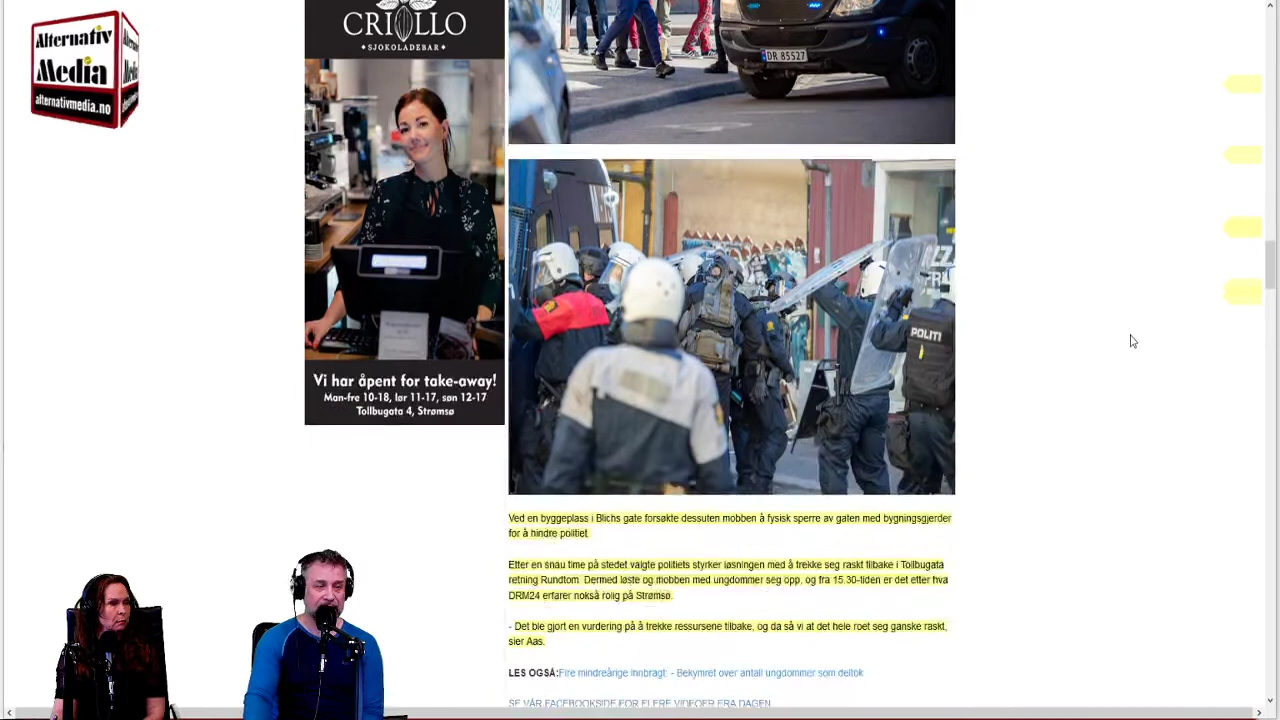 Alternativ
Media
alternativmedia.no
CRIOLLO
SJOKOLADEBAR
Vi har åpent for take-away!
Man-fre 10-18, lør 11-17, søn 12-17
Tollbugata 4, Strømsø
DR 85527
POLITI
Ved en byggeplass i Blichs gate forsøkte dessuten mobben å fysisk sperre av gaten med bygningsgjerder
for å hindre politiet.
Etter en snau time på stedet valgte politiets styrker løsningen med å trekke seg raskt tilbake i Tollbugata
retning Rundtom. Dermed løste og mobben med ungdommer seg opp, og fra 15.30-tiden er det etter hva
DRM24 erfarer nokså rolig på Strømsø.
- Det ble gjort en vurdering på å trekke ressursene tilbake, og da så vi at det hele roet seg ganske raskt,
sier Aas.
LES OGSÅ:Fire mindreårige innbragt: - Bekymret over antall ungdommer som deltok
SE VÅR FACEBOOKSIDE FOR FLERE VIDEOER FRA DAGEN